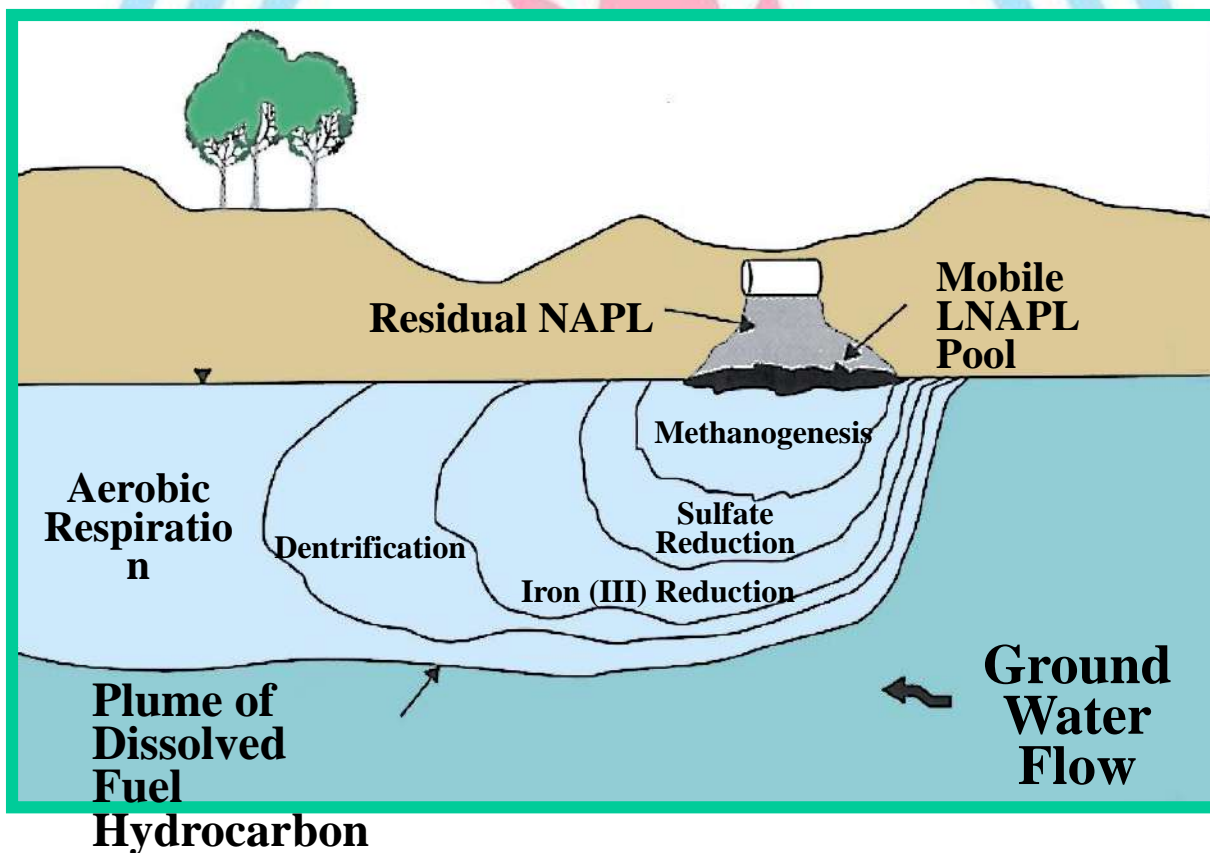 Residual NAPL
Mobile
LNAPL
Pool
Methanogenesis
Aerobic
Respiratio
n
Dentrification
Sulfate
Reduction
Iron (III) Reduction
Plume of
Dissolved
Fuel
Hydrocarbon
Ground
Water
Flow